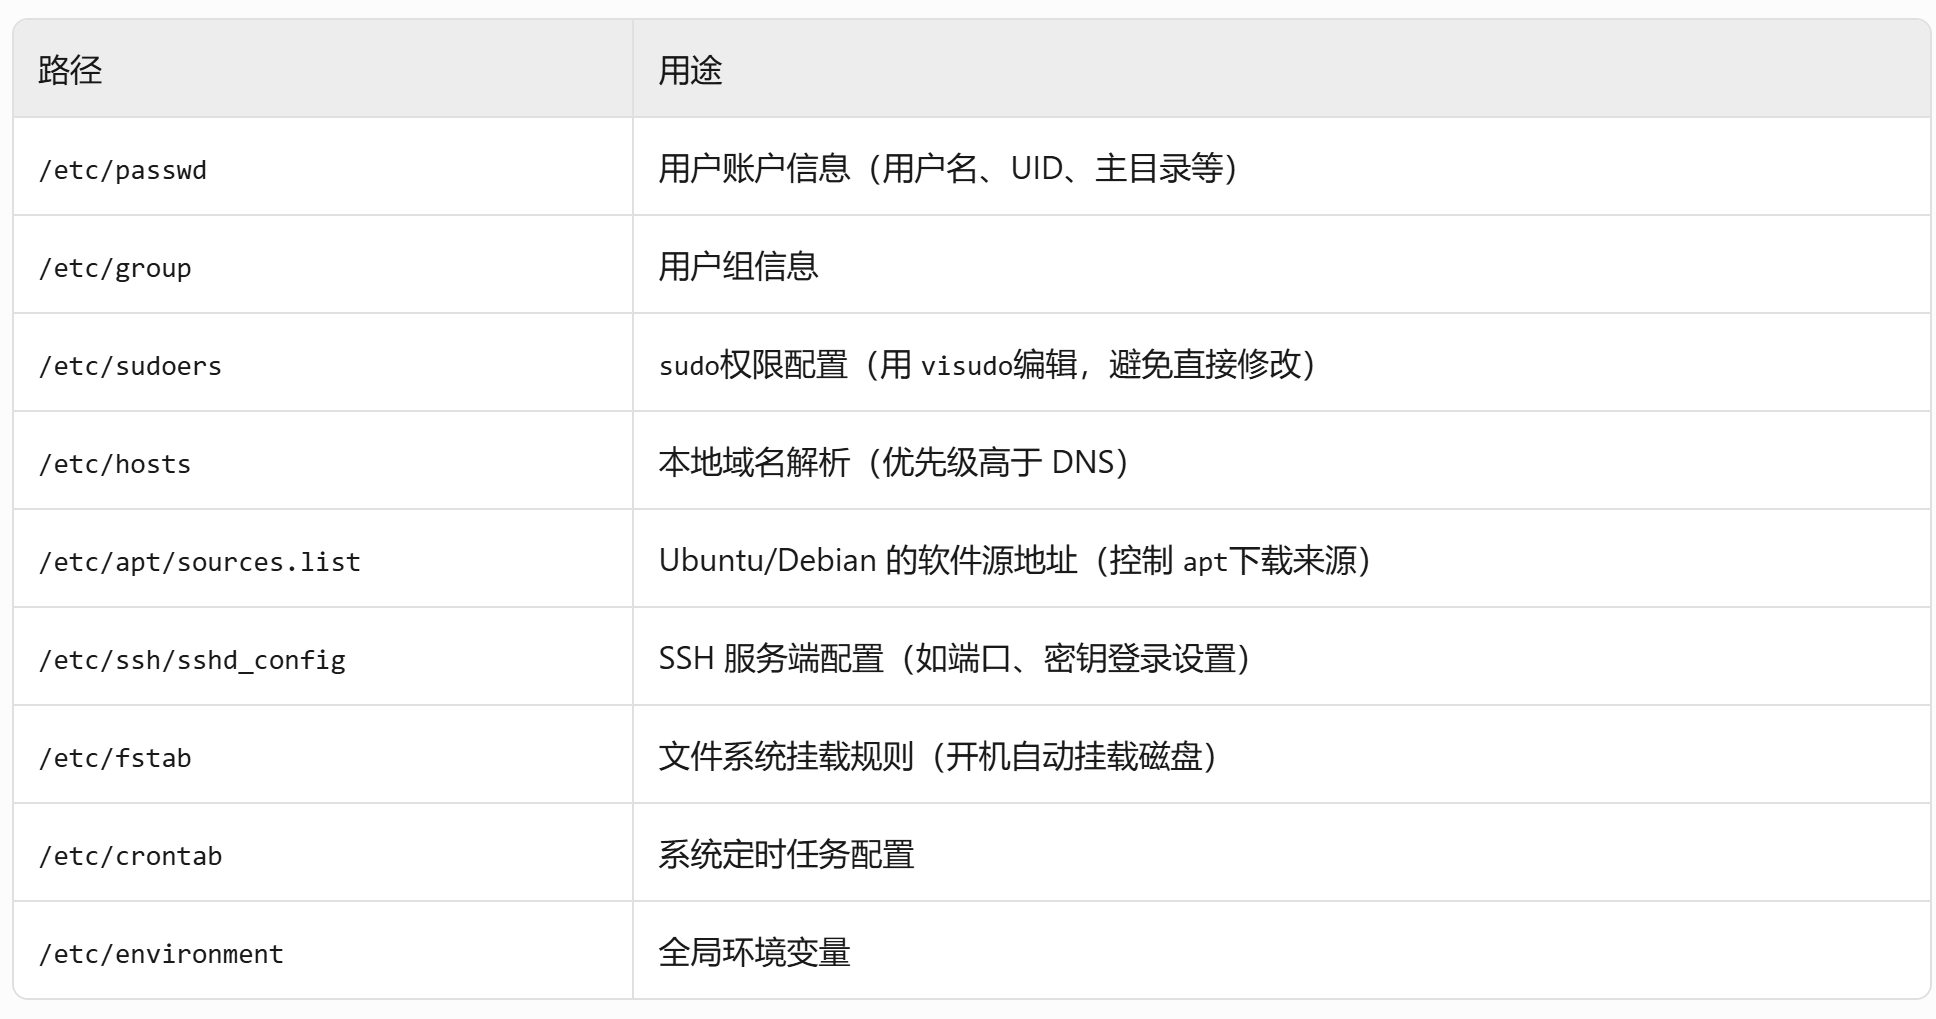 路径
用途
/etc/passwd
用户账户信息（用户名、UID、主目录等）
/etc/group
用户组信息
/etc/sudoers
sudo权限配置（用 visudo编辑，避免直接修改）
/etc/hosts
本地域名解析（优先级高于 DNS）
/etc/apt/sources.list
Ubuntu/Debian 的软件源地址（控制 apt下载来源）
/etc/ssh/sshd_config
SSH 服务端配置（如端口、密钥登录设置）
/etc/fstab
文件系统挂载规则（开机自动挂载磁盘）
/etc/crontab
系统定时任务配置
/etc/environment
全局环境变量